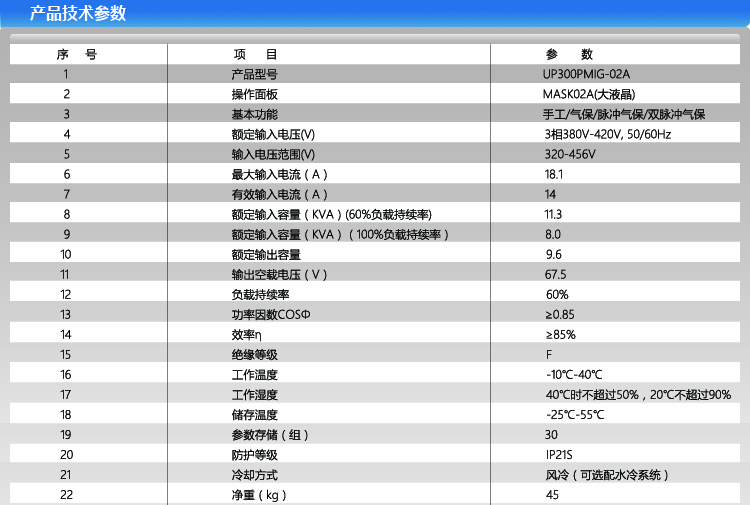 产品技术参数
序 号 项 目 参 数
1 产品型号 UP300PMIG-02A
2 操作面板 MASK02A(大液晶)
3 基本功能 手工/气保/脉冲气保/双脉冲气保
4 额定输入电压(V) 3相380V-420V, 50/60Hz
5 输入电压范围(V) 320-456V
6 最大输入电流（A） 18.1
7 有效输入电流（A） 14
8 额定输入容量（KVA）(60%负载持续率) 11.3
9 额定输入容量（KVA）（100%负载持续率） 8.0
10 额定输出容量 9.6
11 输出空载电压（V） 67.5
12 负载持续率 60%
13 功率因数COSΦ ≥0.85
14 效率η ≥85%
15 绝缘等级 F
16 工作温度 -10℃-40℃
17 工作湿度 40℃时不超过50%，20℃不超过90%
18 储存温度 -25℃-55℃
19 参数存储（组） 30
20 防护等级 IP21S
21 冷却方式 风冷（可选配水冷系统）
22 净重（kg） 45